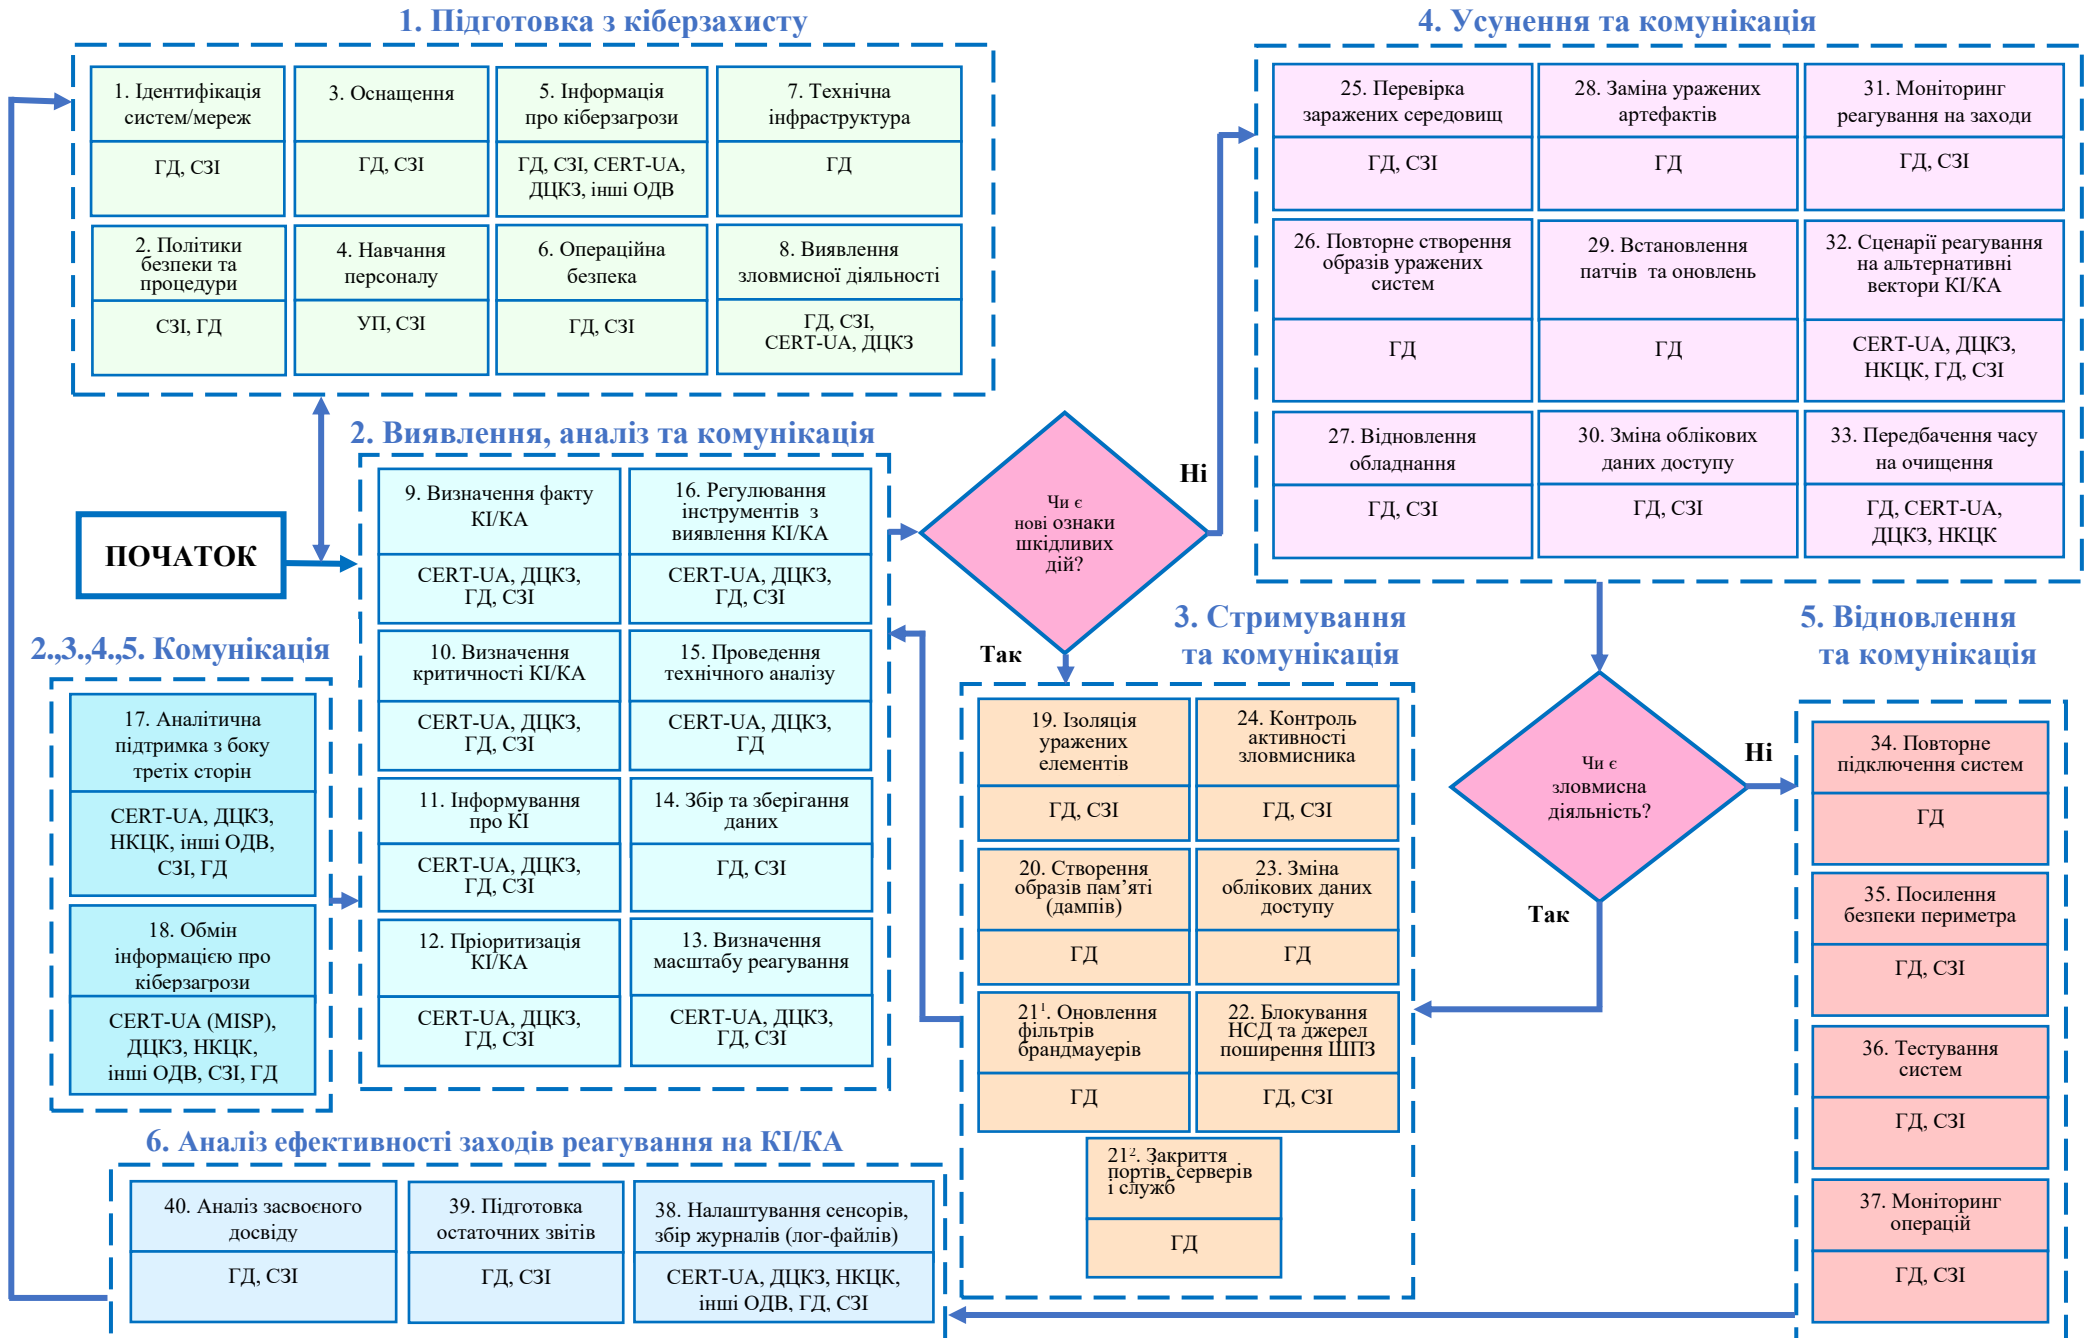 1. Підготовка з кіберзахисту
1. Ідентифікація
систем/мереж
ГД, СЗІ
3. Оснащення
ГД, СЗІ
5. Інформація
про кіберзагрози
ГД, СЗІ, CERT-UA,
ДЦКЗ, інші ОДВ
7. Технічна
інфраструктура
ГД
2. Політики
безпеки та
процедури
СЗІ, ГД
4. Навчання
персоналу
УП, СЗІ
6. Операційна
безпека
ГД, СЗІ
8. Виявлення
зловмисної діяльності
ГД, СЗІ,
CERT-UA, ДЦКЗ
ПОЧАТОК
2. Виявлення, аналіз та комунікація
9. Визначення факту
КІ/КА
CERT-UA, ДЦКЗ,
ГД, СЗІ
16. Регулювання
інструментів з
виявлення КІ/КА
CERT-UA, ДЦКЗ,
ГД, СЗІ
10. Визначення
критичності КІ/КА
CERT-UA, ДЦКЗ,
ГД, СЗІ
15. Проведення
технічного аналізу
CERT-UA, ДЦКЗ,
ГД
11. Інформування
про КІ
CERT-UA, ДЦКЗ,
ГД, СЗІ
14. Збір та зберігання
даних
ГД, СЗІ
12. Пріоритизація
КІ/КА
CERT-UA, ДЦКЗ,
ГД, СЗІ
13. Визначення
масштабу реагування
CERT-UA, ДЦКЗ,
ГД, СЗІ
2.,3.,4.,5. Комунікація
17. Аналітична
підтримка з боку
третіх сторін
CERT-UA, ДЦКЗ,
НКЦК, інші ОДВ,
СЗІ, ГД
18. Обмін
інформацією про
кіберзагрози
CERT-UA (MISP),
ДЦКЗ, НКЦК,
інші ОДВ, СЗІ, ГД
Чи є
нові ознаки
шкідливих
дій?
Ні
Так
3. Стримування
та комунікація
19. Ізоляція
уражених
елементів
ГД, СЗІ
24. Контроль
активності
зловмисника
ГД, СЗІ
20. Створення
образів пам’яті
(дампів)
ГД
23. Зміна
облікових даних
доступу
ГД
21¹. Оновлення
фільтрів
брандмауерів
ГД
22. Блокування
НСД та джерел
поширення ШПЗ
ГД, СЗІ
21². Закриття
портів, серверів
і служб
ГД
4. Усунення та комунікація
25. Перевірка
заражених середовищ
ГД, СЗІ
28. Заміна уражених
артефактів
ГД
31. Моніторинг
реагування на заходи
ГД, СЗІ
26. Повторне створення
образів уражених
систем
ГД
29. Встановлення
патчів та оновлень
ГД
32. Сценарії реагування
на альтернативні
вектори КІ/КА
CERT-UA, ДЦКЗ,
НКЦК, ГД, СЗІ
27. Відновлення
обладнання
ГД, СЗІ
30. Зміна облікових
даних доступу
ГД, СЗІ
33. Передбачення часу
на очищення
ГД, CERT-UA,
ДЦКЗ, НКЦК
Чи є
зловмисна
діяльність?
Ні
Так
5. Відновлення
та комунікація
34. Повторне
підключення систем
ГД
35. Посилення
безпеки периметра
ГД, СЗІ
36. Тестування
систем
ГД, СЗІ
37. Моніторинг
операцій
ГД, СЗІ
6. Аналіз ефективності заходів реагування на КІ/КА
40. Аналіз засвоєного
досвіду
ГД, СЗІ
39. Підготовка
остаточних звітів
ГД, СЗІ
38. Налаштування сенсорів,
збір журналів (лог-файлів)
CERT-UA, ДЦКЗ, НКЦК,
інші ОДВ, ГД, СЗІ